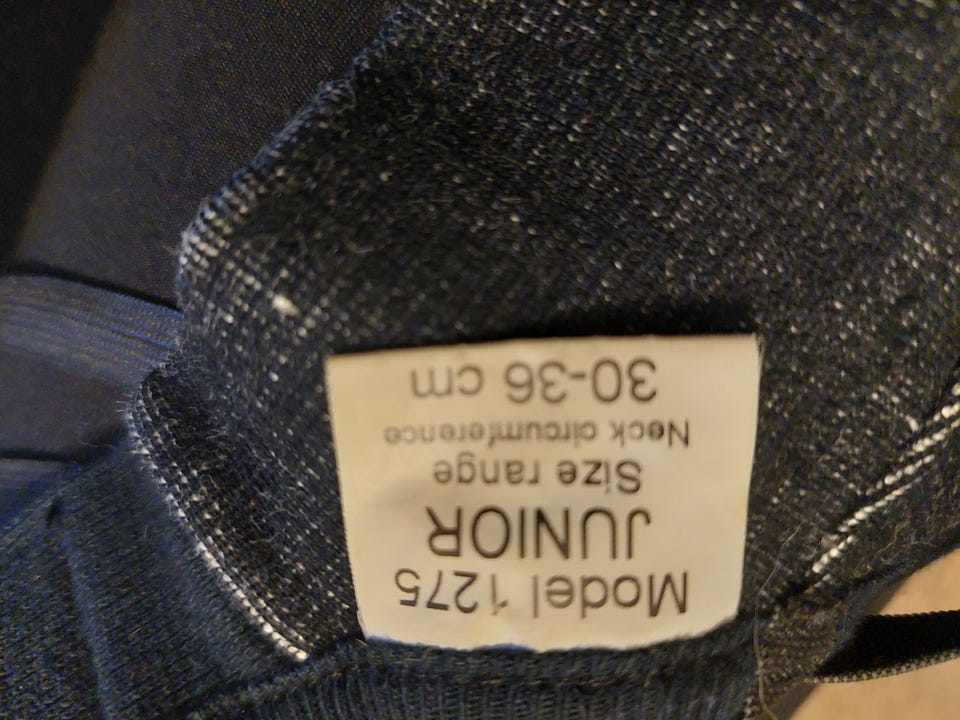 Model 1275
JUNIOR
Size range
Neck circumference
30-36 cm